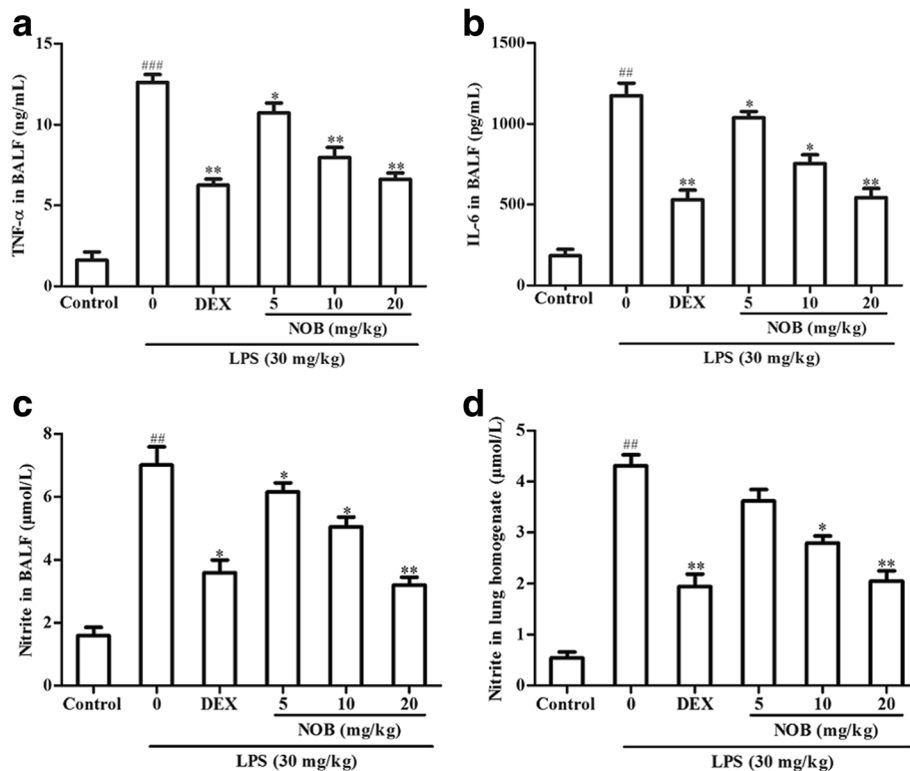 a
TNF-α in BALF (ng/mL)
15
10
5
0
###
**
*
**
**
Control 0 DEX 5 10 20
NOB (mg/kg)
LPS (30 mg/kg)
b
IL-6 in BALF (pg/mL)
1500
1000
500
0
##
**
*
*
**
Control 0 DEX 5 10 20
NOB (mg/kg)
LPS (30 mg/kg)
c
Nitrite in BALF (μmol/L)
8
6
4
2
0
##
*
*
*
**
Control 0 DEX 5 10 20
NOB (mg/kg)
LPS (30 mg/kg)
d
Nitrite in lung homogenate (μmol/L)
5
4
3
2
1
0
##
**
*
**
Control 0 DEX 5 10 20
NOB (mg/kg)
LPS (30 mg/kg)